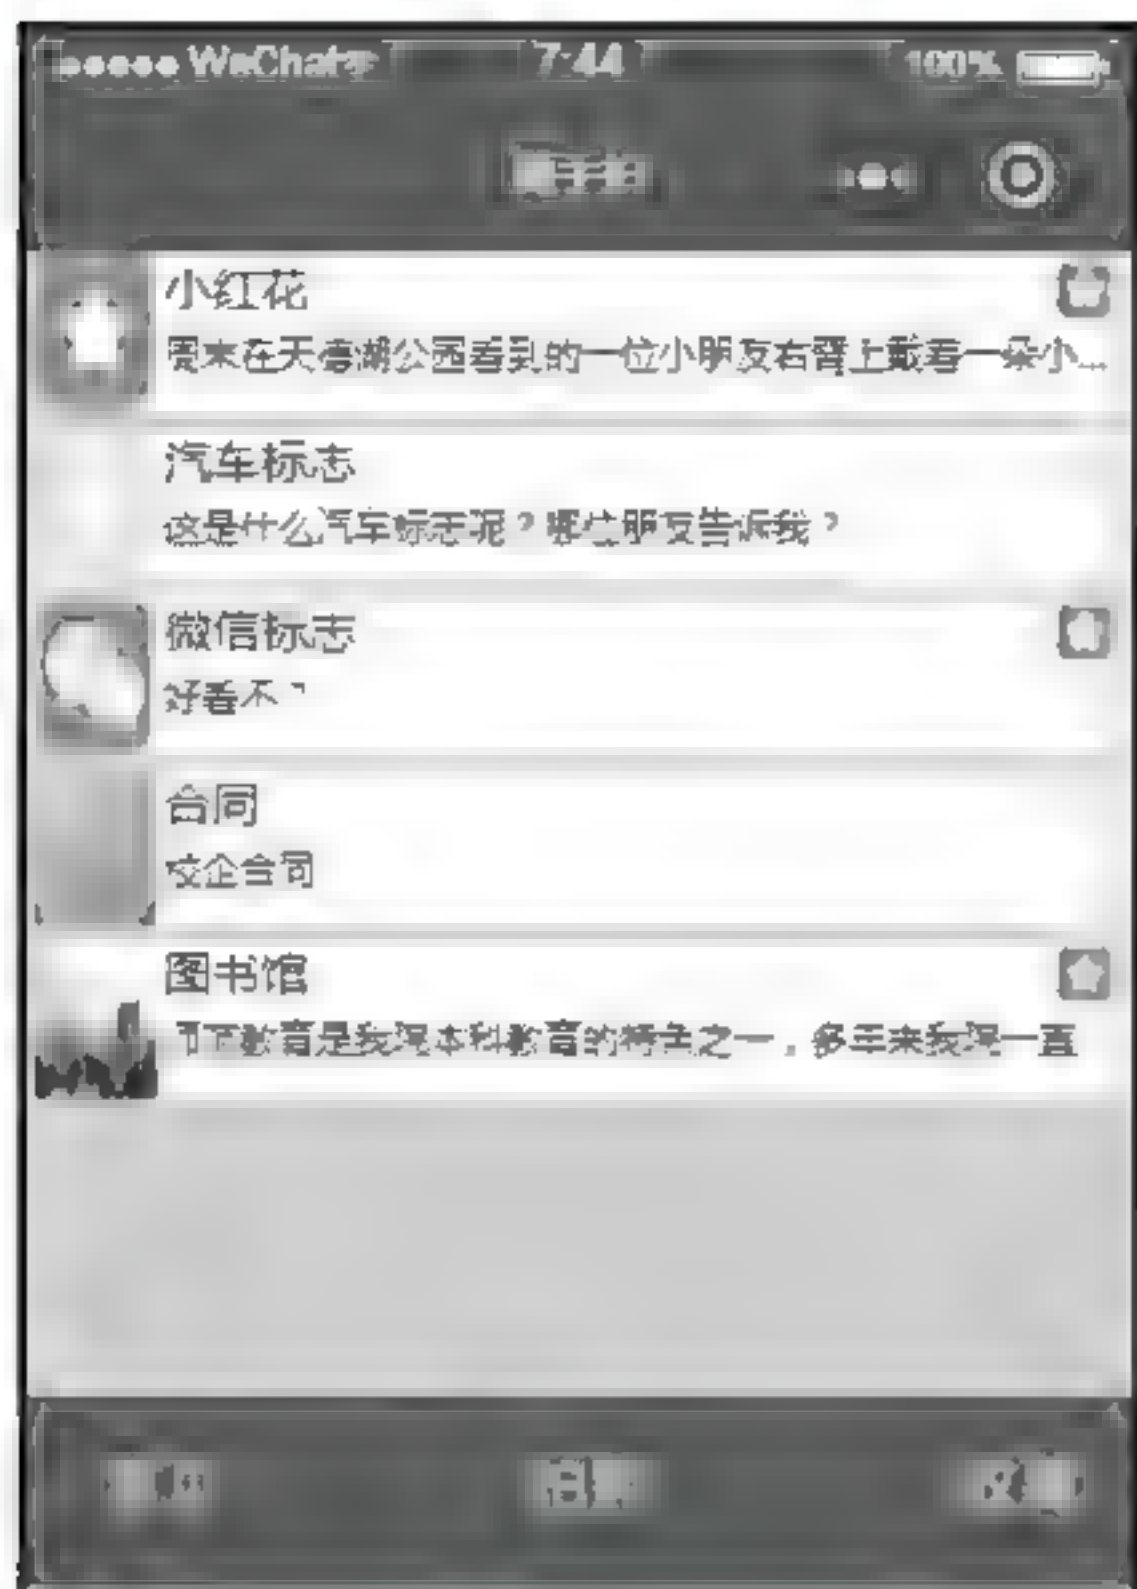 WeChat 7:44 100%
小红花
周末在天德湖公园看到的一位小朋友右臂上戴着一朵小...
汽车标志
这是什么汽车标志呢？哪位朋友告诉我？
微信标志
好看不？
合同
校企合同
图书馆
教育是我院本科教育的特色之一，多年来我院一直